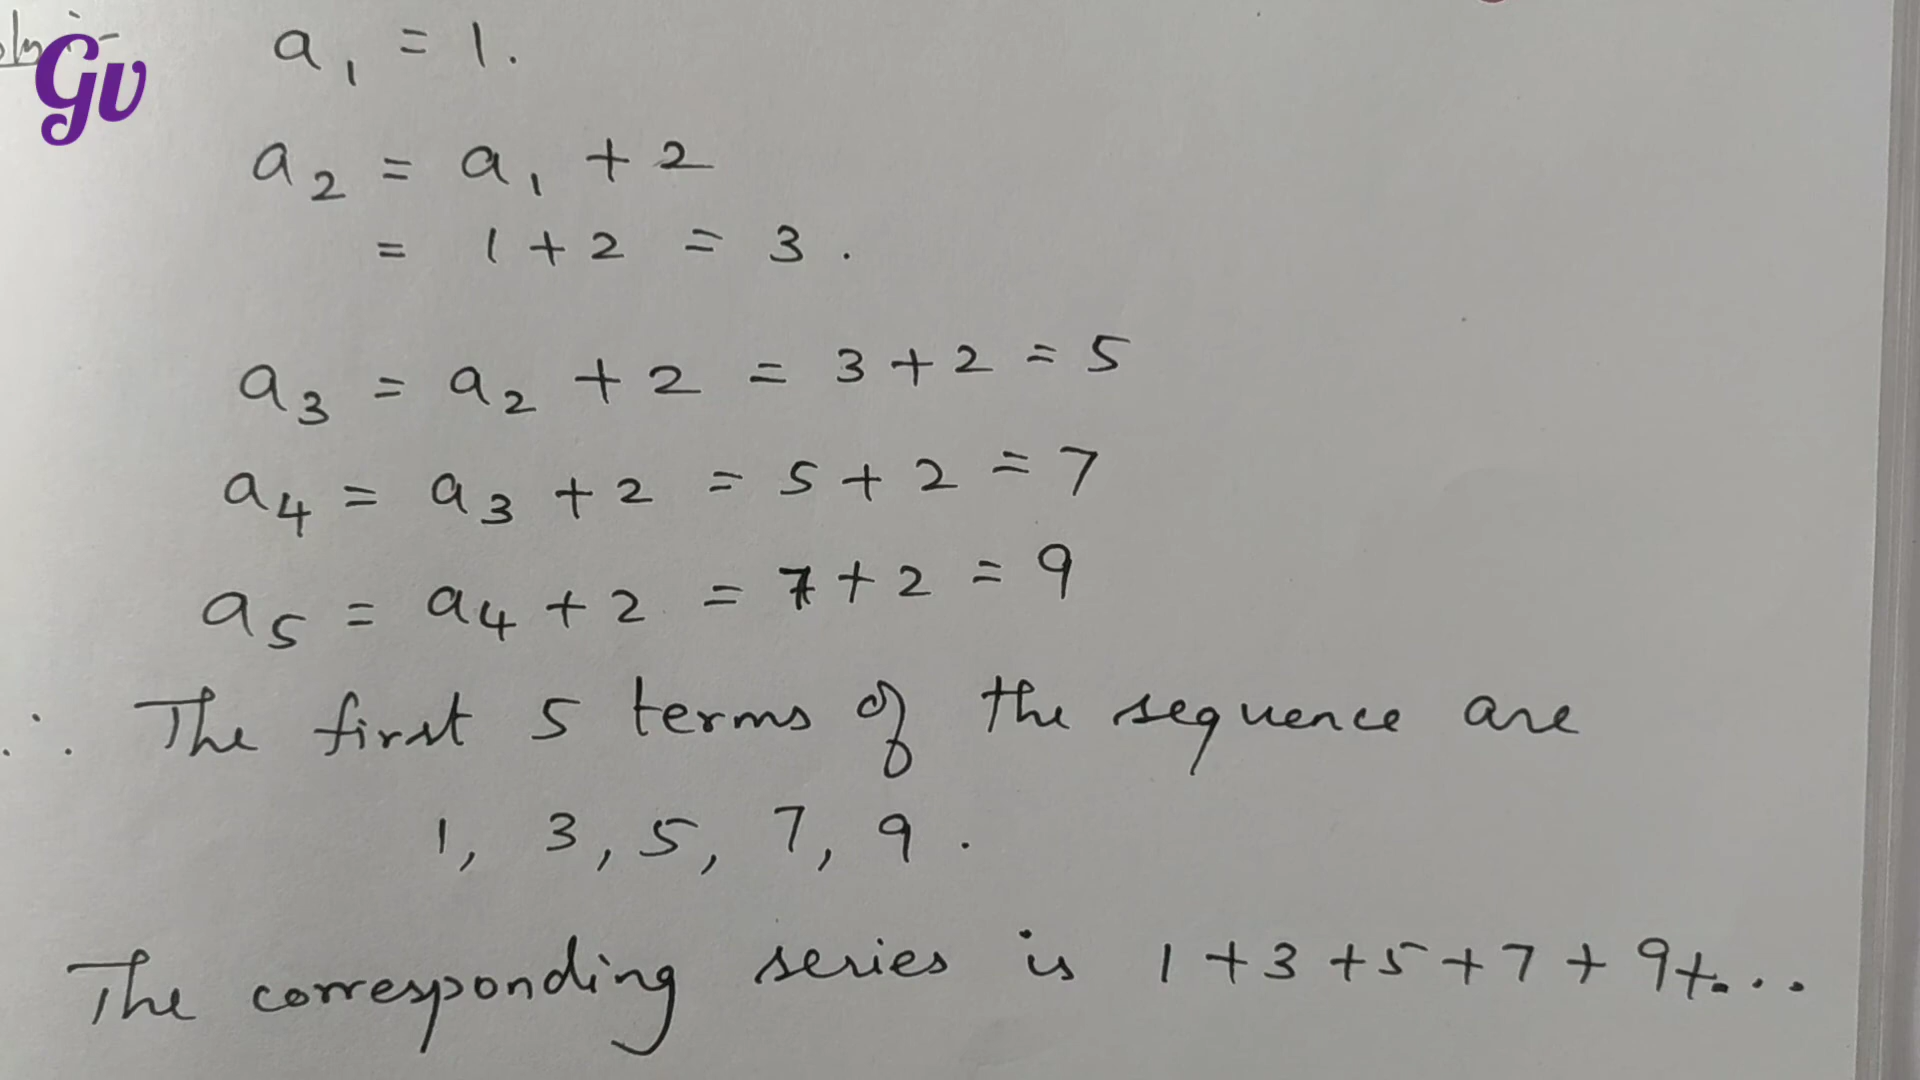 Gv
a₁ = 1.
a₂ = a₁ + 2
= 1 + 2 = 3.
a₃ = a₂ + 2 = 3 + 2 = 5
a₄ = a₃ + 2 = 5 + 2 = 7
a₅ = a₄ + 2 = 7 + 2 = 9
∴ The first 5 terms of the sequence are
1, 3, 5, 7, 9.
The corresponding series is 1 + 3 + 5 + 7 + 9 + ...